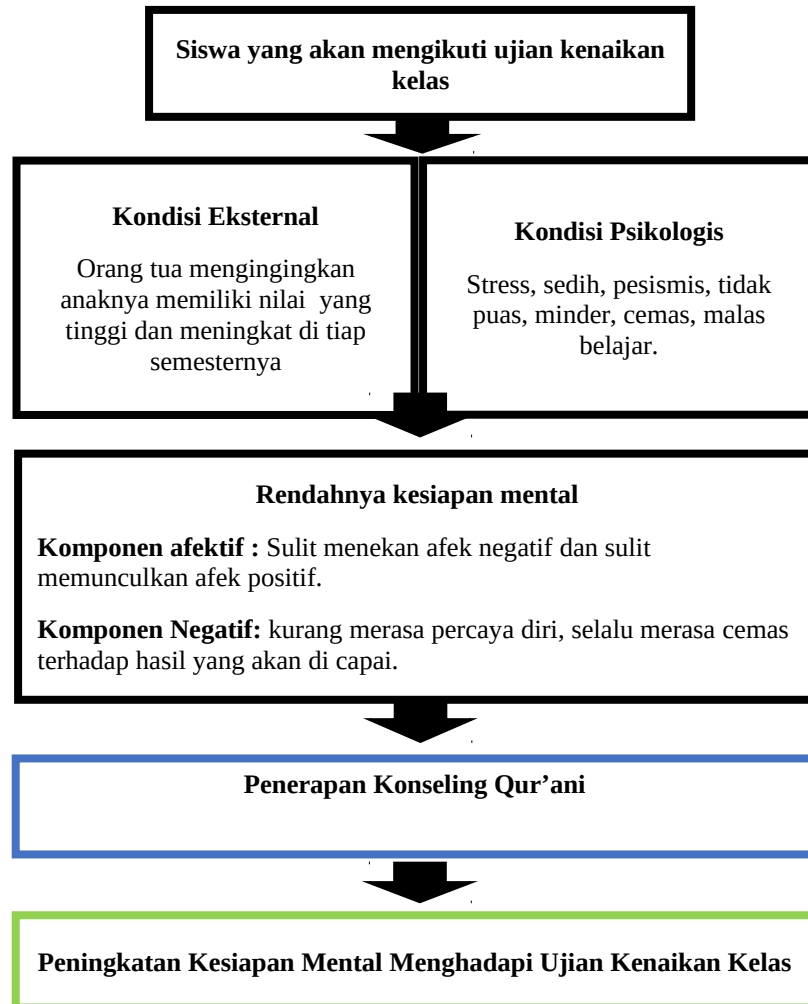 Siswa yang akan mengikuti ujian kenaikan
kelas
Kondisi Eksternal
Orang tua mengingingkan
anaknya memiliki nilai  yang
tinggi dan meningkat di tiap
semesternya
Kondisi Psikologis
Stress, sedih, pesismis, tidak
puas, minder, cemas, malas
belajar.
Rendahnya kesiapan mental
Komponen afektif : Sulit menekan afek negatif dan sulit
memunculkan afek positif.
Komponen Negatif: kurang merasa percaya diri, selalu merasa cemas
terhadap hasil yang akan di capai.
Penerapan Konseling Qur’ani
Peningkatan Kesiapan Mental Menghadapi Ujian Kenaikan Kelas